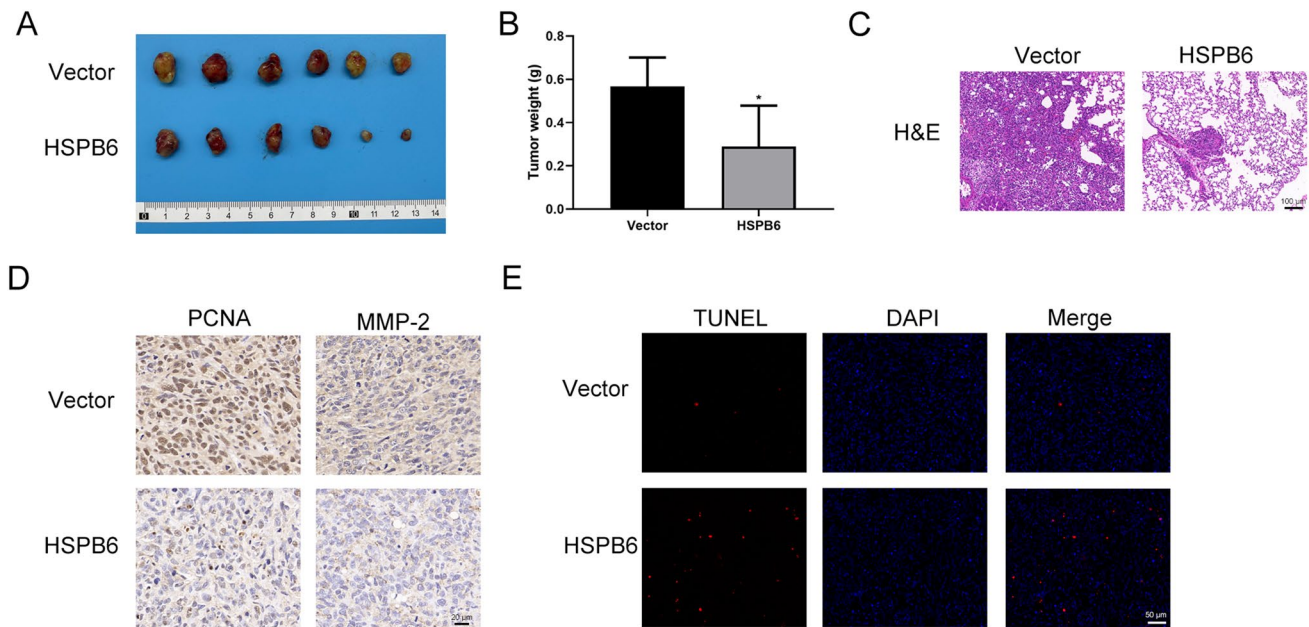 A
Vector
HSPB6
0 1 2 3 4 5 6 7 8 9 10 11 12 13 14
B
Tumor weight (g)
0.8
0.6
0.4
0.2
0.0
*
Vector
HSPB6
C
Vector
HSPB6
H&E
100 µm
D
PCNA
MMP-2
Vector
HSPB6
20 µm
E
TUNEL
DAPI
Merge
Vector
HSPB6
50 µm